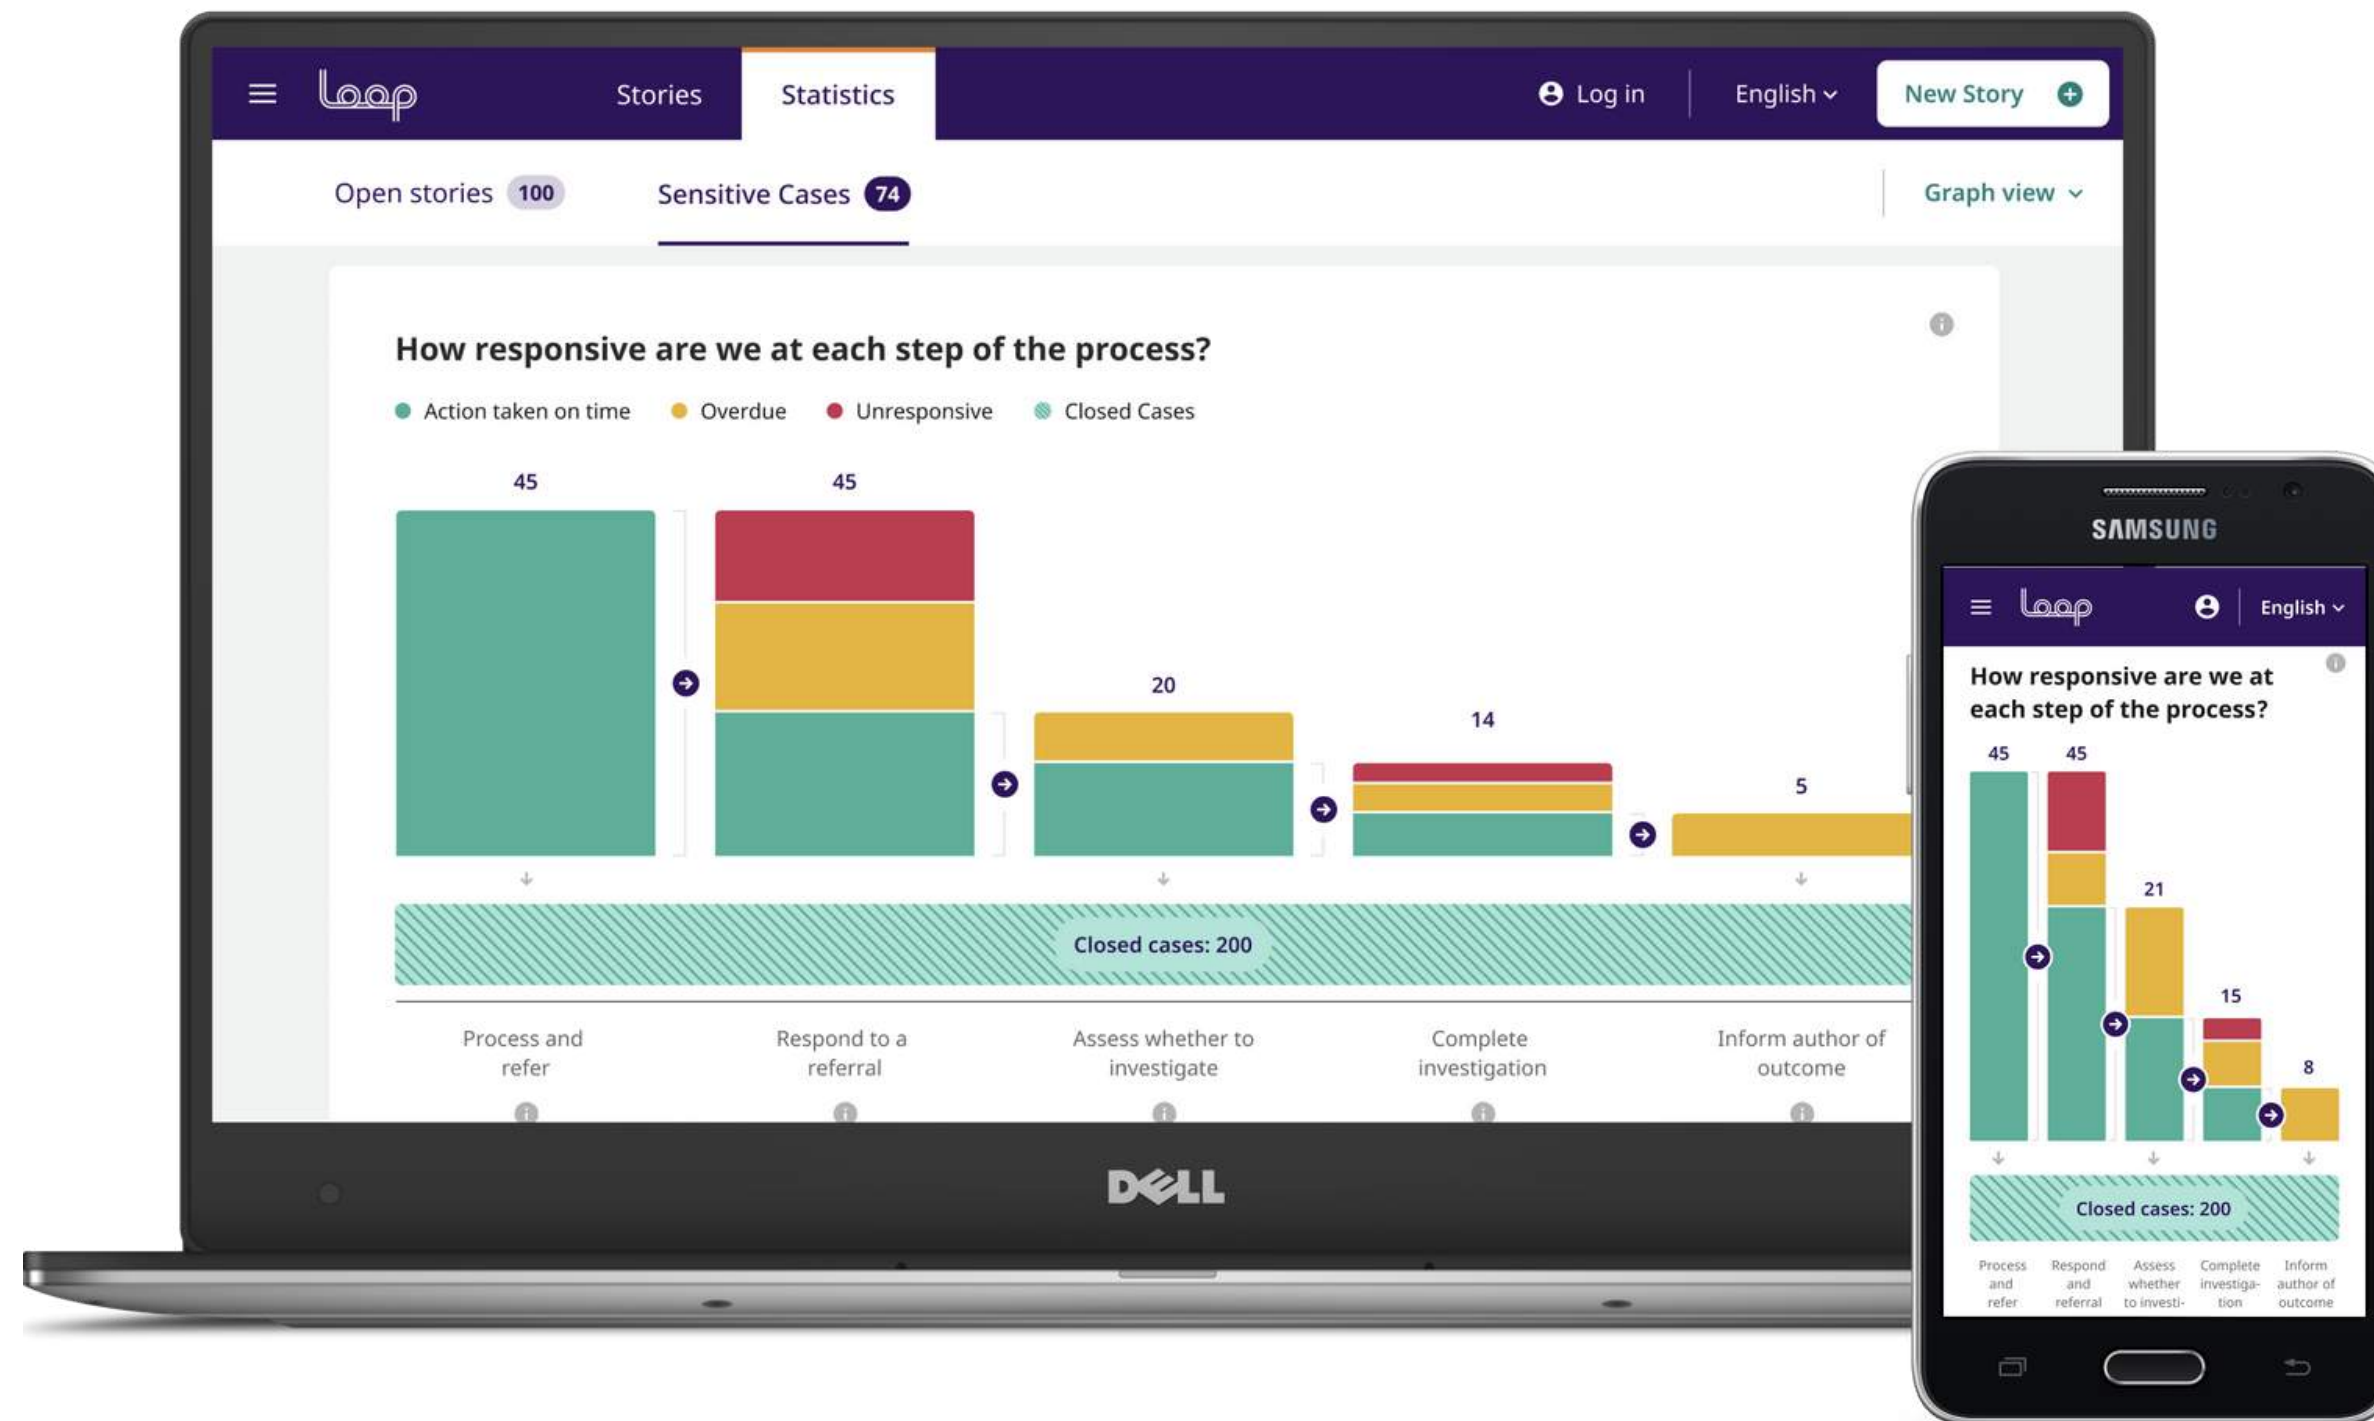 Loop
Stories
Statistics
Log in
English
New Story
Open stories 100
Sensitive Cases 74
Graph view
How responsive are we at each step of the process?
Action taken on time
Overdue
Unresponsive
Closed Cases
45
45
20
14
5
Closed cases: 200
Process and
refer
Respond to a
referral
Assess whether to
investigate
Complete
investigation
Inform author of
outcome
DELL
SAMSUNG
Loop
English
How responsive are we at
each step of the process?
45
45
21
15
8
Closed cases: 200
Process
and
refer
Respond
and
referral
Assess
whether
to investi-
Complete
investiga-
tion
Inform
author of
outcome